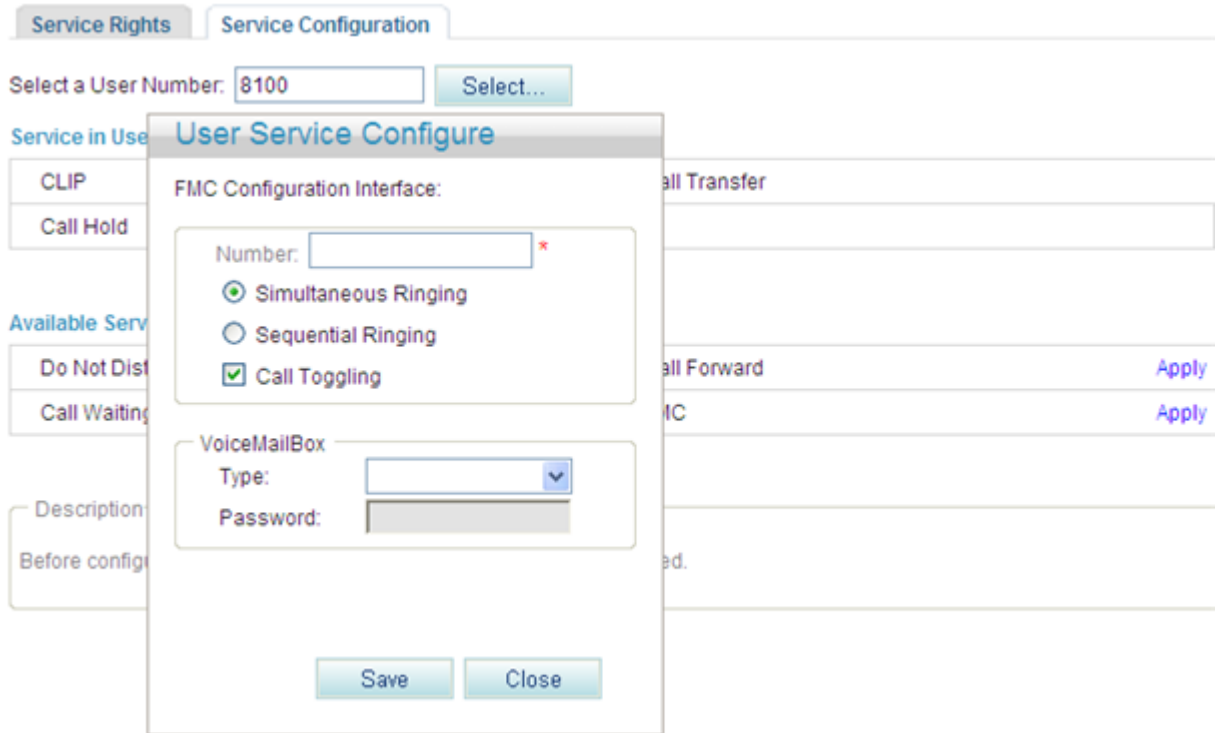 Service Rights Service Configuration
Select a User Number: 8100 Select...
Service in Use
User Service Configure
CLIP
all Transfer
Call Hold
FMC Configuration Interface:
Number: *
Simultaneous Ringing
Sequential Ringing
Call Toggling
Available Serv
Do Not Dist
all Forward Apply
Call Waiting
MC Apply
VoiceMailBox
Type:
Password:
Description
Before config
ed.
Save Close